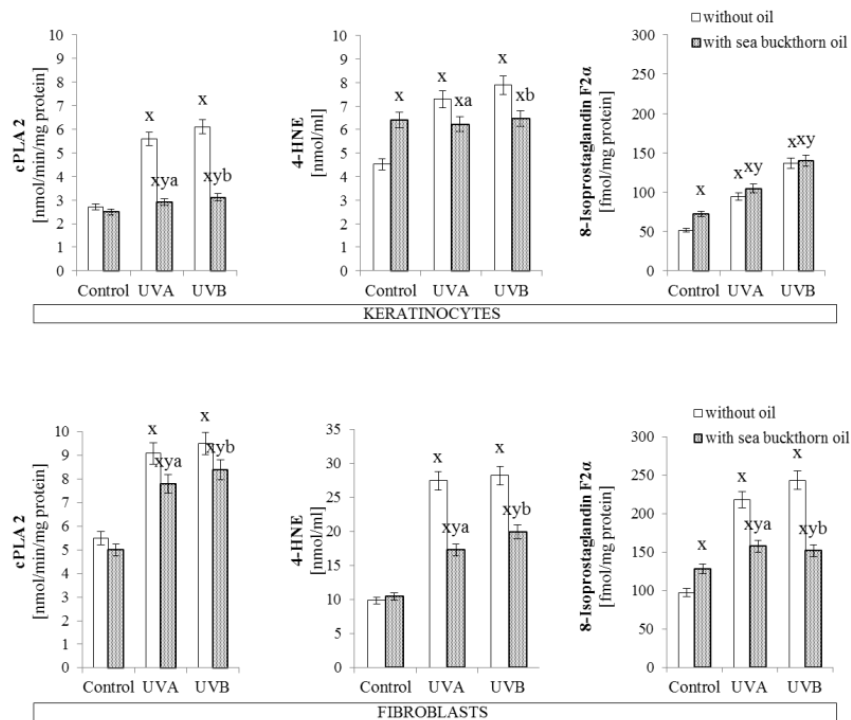 without oil
with sea buckthorn oil
cPLA 2
[nmol/min/mg protein]
10
9
8
7
6
5
4
3
2
1
0
x
x
xya
xyb
Control
UVA
UVB
4-HNE
[nmol/ml]
10
9
8
7
6
5
4
3
2
1
0
x
x
xa
x
xb
UVA
UVB
Control
8-Isoprostaglandin F2α
[fmol/mg protein]
300
250
200
150
100
50
0
x
x
xy
x
xy
Control
UVA
UVB
KERATINOCYTES
without oil
with sea buckthorn oil
cPLA 2
[nmol/min/mg protein]
10
9
8
7
6
5
4
3
2
1
0
x
xya
x
xyb
Control
UVA
UVB
4-HNE
[nmol/ml]
35
30
25
20
15
10
5
0
x
xya
x
xyb
Control
UVA
UVB
8-Isoprostaglandin F2α
[fmol/mg protein]
300
250
200
150
100
50
0
x
x
xya
x
xyb
Control
UVA
UVB
FIBROBLASTS